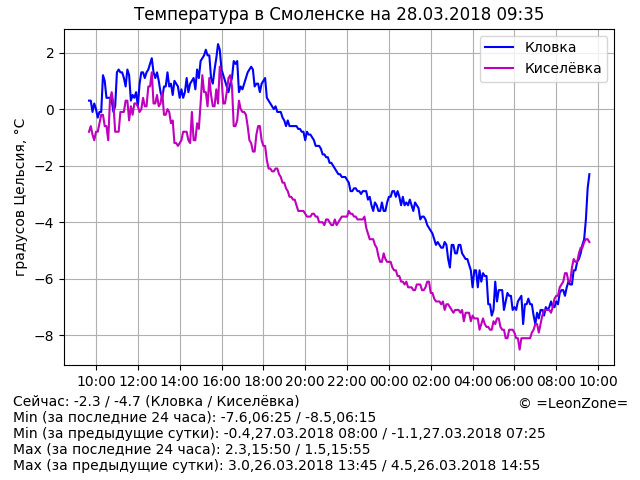 Температура в Смоленске на 28.03.2018 09:35
Кловка
Киселёвка
градусов Цельсия, °C
2
0
−2
−4
−6
−8
10:00 12:00 14:00 16:00 18:00 20:00 22:00 00:00 02:00 04:00 06:00 08:00 10:00
Сейчас: -2.3 / -4.7 (Кловка / Киселёвка)
© =LeonZone=
Min (за последние 24 часа): -7.6,06:25 / -8.5,06:15
Min (за предыдущие сутки): -0.4,27.03.2018 08:00 / -1.1,27.03.2018 07:25
Max (за последние 24 часа): 2.3,15:50 / 1.5,15:55
Max (за предыдущие сутки): 3.0,26.03.2018 13:45 / 4.5,26.03.2018 14:55